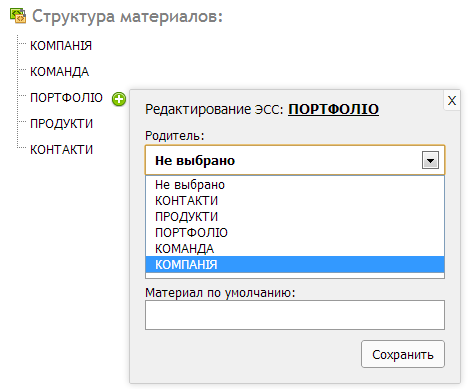 Структура материалов:
КОМПАНІЯ
КОМАНДА
ПОРТФОЛІО
ПРОДУКТИ
КОНТАКТИ
X
Редактирование ЭСС: ПОРТФОЛІО
Родитель:
Не выбрано
Не выбрано
КОНТАКТИ
ПРОДУКТИ
ПОРТФОЛІО
КОМАНДА
КОМПАНІЯ
Материал по умолчанию:
Сохранить